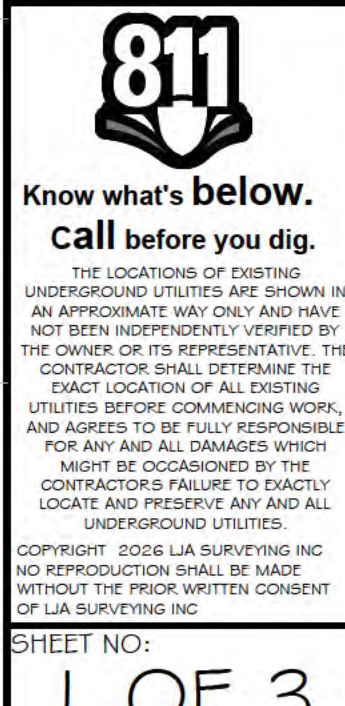 811
Know what's below.
Call before you dig.
THE LOCATIONS OF EXISTING
UNDERGROUND UTILITIES ARE SHOWN IN
AN APPROXIMATE WAY ONLY AND HAVE
NOT BEEN INDEPENDENTLY VERIFIED BY
THE OWNER OR ITS REPRESENTATIVE. THE
CONTRACTOR SHALL DETERMINE THE
EXACT LOCATION OF ALL EXISTING
UTILITIES BEFORE COMMENCING WORK,
AND AGREES TO BE FULLY RESPONSIBLE
FOR ANY AND ALL DAMAGES WHICH
MIGHT BE OCCASIONED BY THE
CONTRACTORS FAILURE TO EXACTLY
LOCATE AND PRESERVE ANY AND ALL
UNDERGROUND UTILITIES.
COPYRIGHT 2026 LJA SURVEYING INC
NO REPRODUCTION SHALL BE MADE
WITHOUT THE PRIOR WRITTEN CONSENT
OF LJA SURVEYING INC
SHEET NO:
1 OF 3